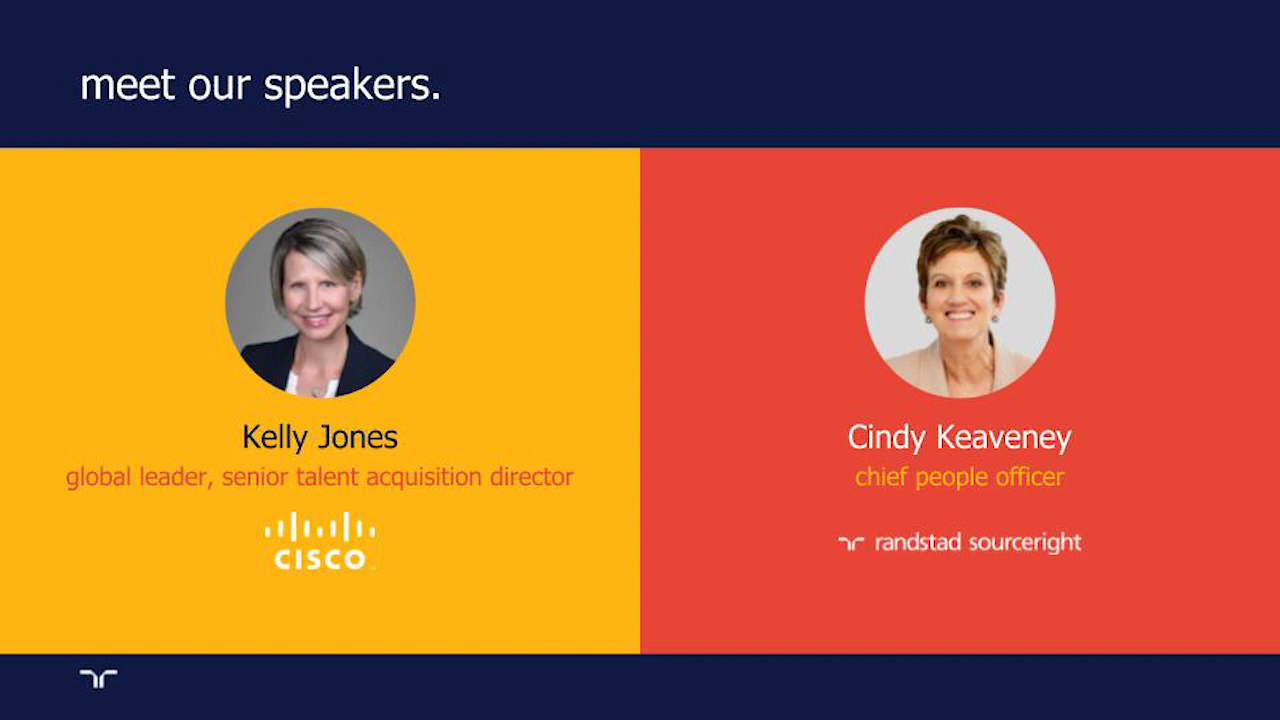 meet our speakers.
Kelly Jones
global leader, senior talent acquisition director
CISCO
Cindy Keaveney
chief people officer
randstad sourceright